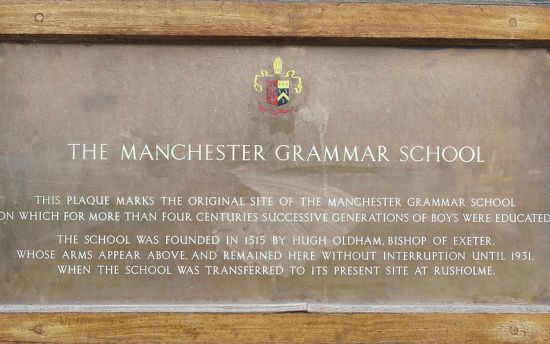 THE MANCHESTER GRAMMAR SCHOOL
THIS PLAQUE MARKS THE ORIGINAL SITE OF THE MANCHESTER GRAMMAR SCHOOL
ON WHICH FOR MORE THAN FOUR CENTURIES SUCCESSIVE GENERATIONS OF BOYS WERE EDUCATED
THE SCHOOL WAS FOUNDED IN 1515 BY HUGH OLDHAM, BISHOP OF EXETER,
WHOSE ARMS APPEAR ABOVE, AND REMAINED HERE WITHOUT INTERRUPTION UNTIL 1931,
WHEN THE SCHOOL WAS TRANSFERRED TO ITS PRESENT SITE AT RUSHOLME.